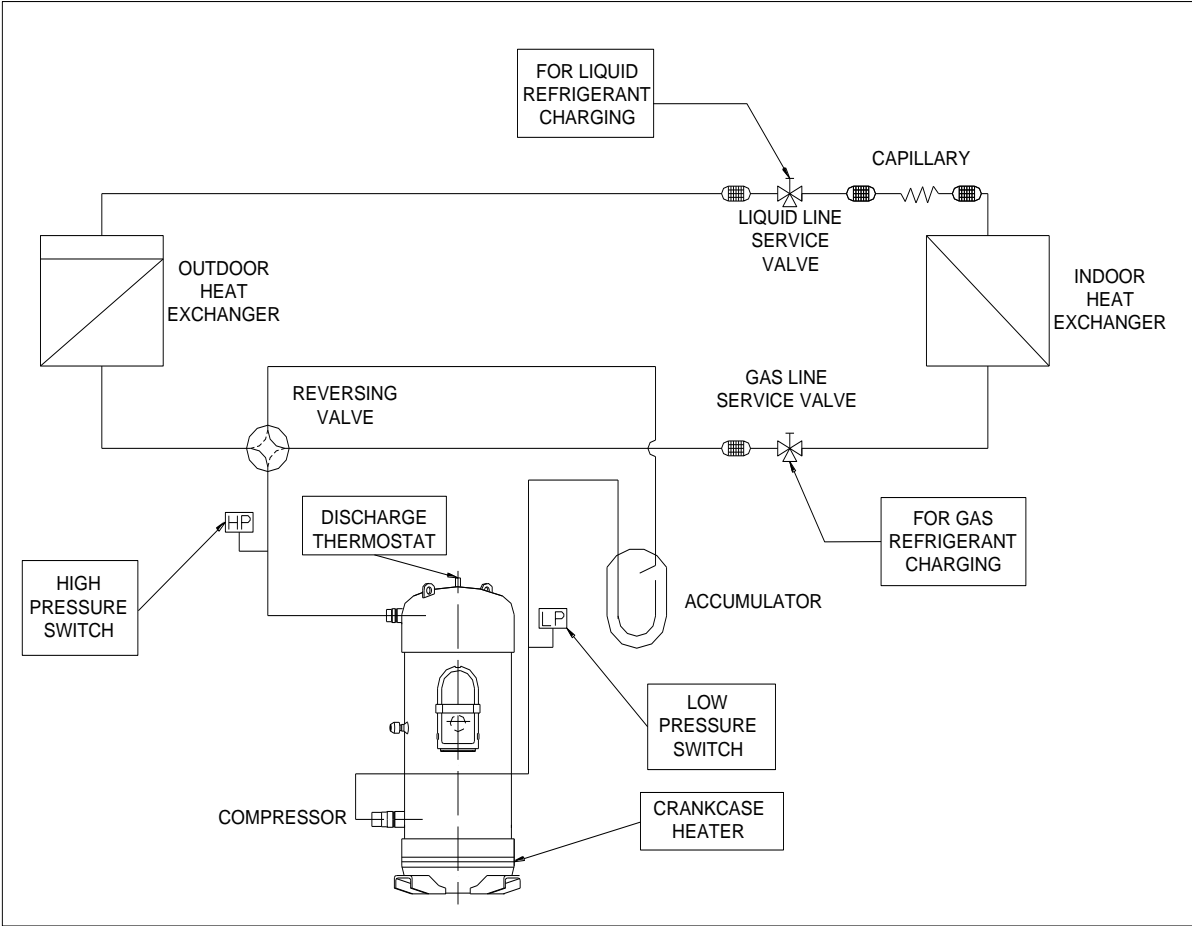 FOR LIQUID
REFRIGERANT
CHARGING
CAPILLARY
LIQUID LINE
SERVICE
VALVE
OUTDOOR
HEAT
EXCHANGER
INDOOR
HEAT
EXCHANGER
REVERSING
VALVE
GAS LINE
SERVICE VALVE
HP
DISCHARGE
THERMOSTAT
FOR GAS
REFRIGERANT
CHARGING
HIGH
PRESSURE
SWITCH
LP
ACCUMULATOR
LOW
PRESSURE
SWITCH
COMPRESSOR
CRANKCASE
HEATER